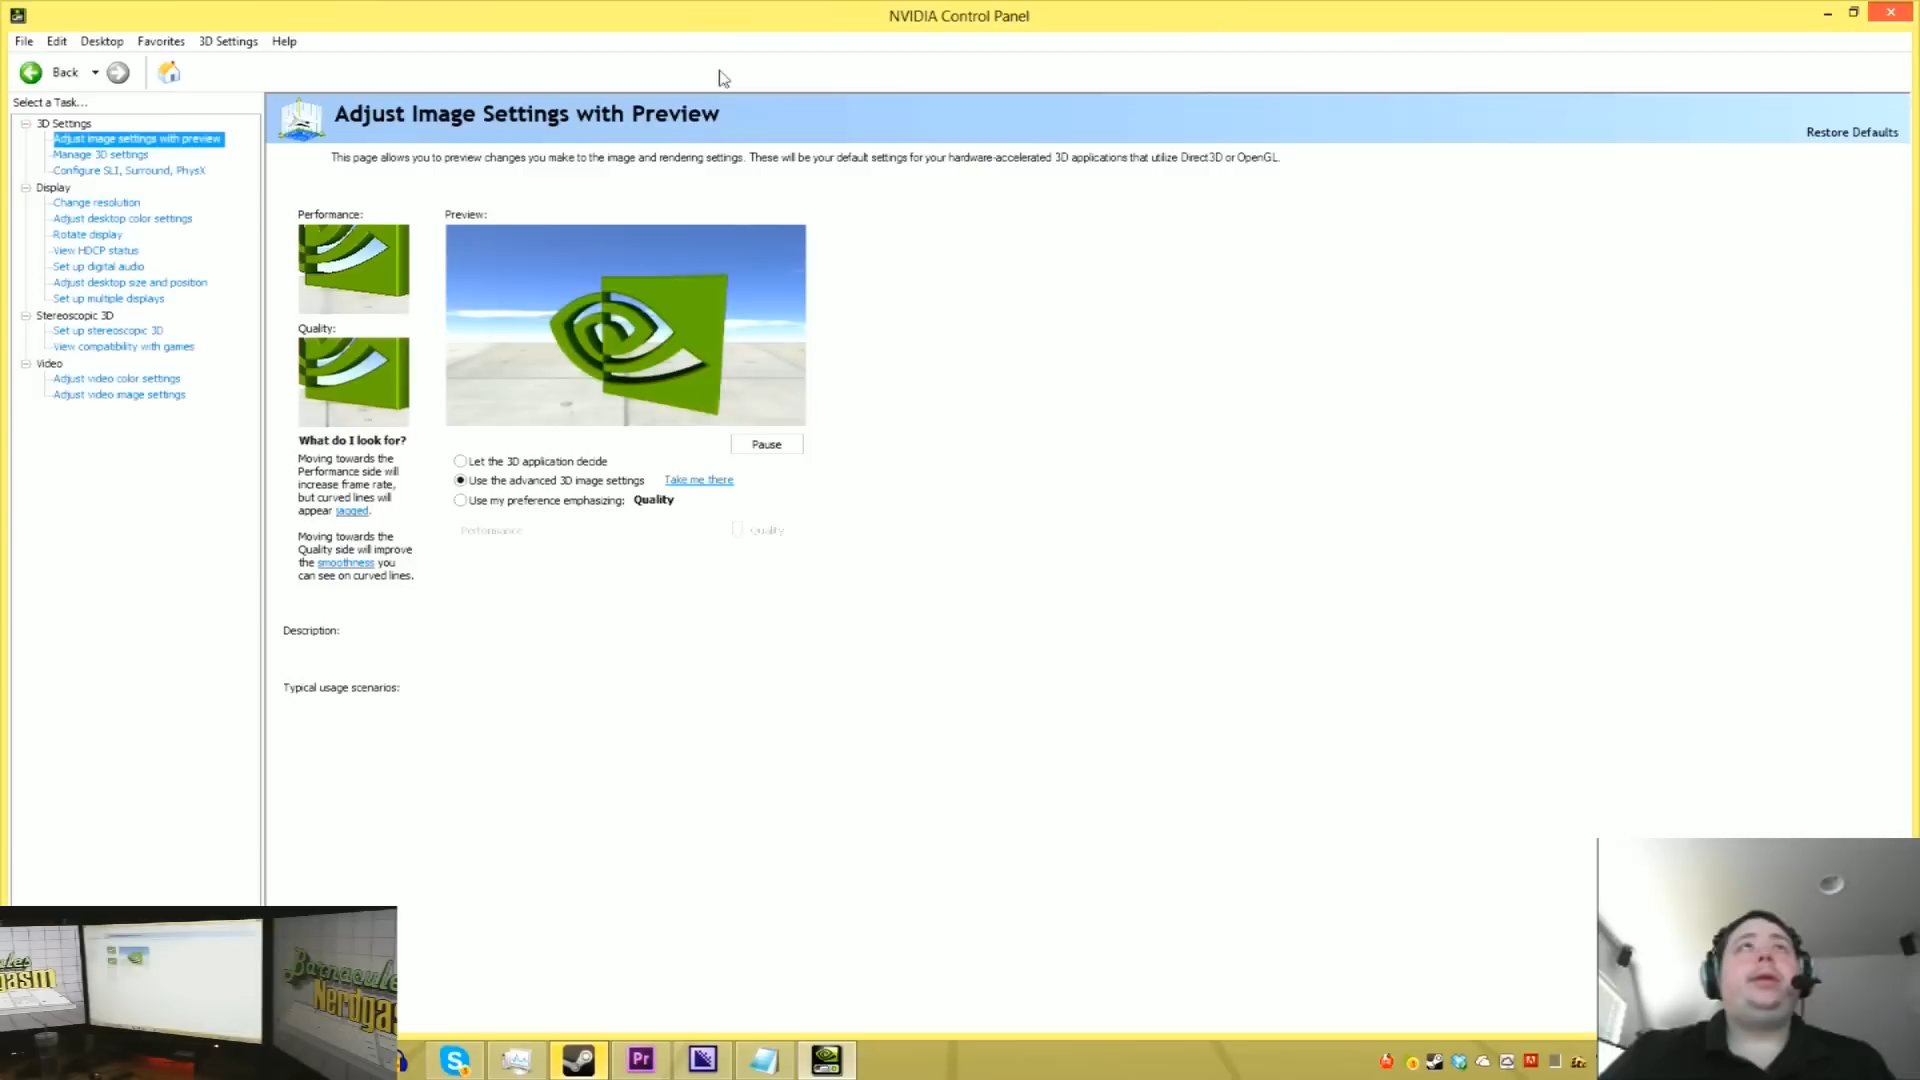 NVIDIA Control Panel
File Edit Desktop Favorites 3D Settings Help
Back
Select a Task...
3D Settings
Adjust image settings with preview
Manage 3D settings
Configure SLI, Surround, PhysX
Display
Change resolution
Adjust desktop color settings
Rotate display
View HDCP status
Set up digital audio
Adjust desktop size and position
Set up multiple displays
Stereoscopic 3D
Set up stereoscopic 3D
View compatibility with games
Video
Adjust video color settings
Adjust video image settings
Adjust Image Settings with Preview
Restore Defaults
This page allows you to preview changes you make to the image and rendering settings. These will be your default settings for your hardware-accelerated 3D applications that utilize Direct3D or OpenGL.
Performance:
Quality:
What do I look for?
Moving towards the
Performance side will
increase frame rate,
but curved lines will
appear jagged.
Moving towards the
Quality side will improve
the smoothness you
can see on curved lines.
Preview:
Pause
Let the 3D application decide
Use the advanced 3D image settings Take me there
Use my preference emphasizing: Quality
Performance Quality
Description:
Typical usage scenarios:
Barnacule
Nerdga
S
Pr